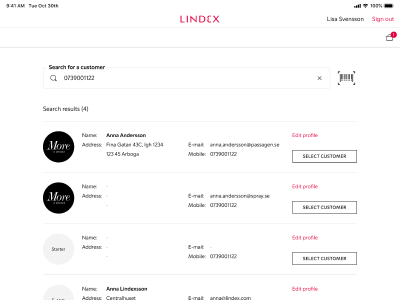 9:41 AM Tue Oct 30th 100%
LINDEX
Lisa Svensson Sign out
1
Search for a customer
0739001122
Search results (4)
More
Name: Anna Andersson
Address: Fina Gatan 43C, lgh 1234
123 45 Arboga
E-mail: anna.andersson@passagen.se
Mobile: 0739001122
Edit profile
SELECT CUSTOMER
More
Name: -
Address: -
-
E-mail: anna.andersson@spray.se
Mobile: 0739001122
Edit profile
SELECT CUSTOMER
Starter
Name: -
Address: -
-
E-mail: -
Mobile: 0739001122
Edit profile
SELECT CUSTOMER
Name: Anna Lindensson
Address: Centralhuset
E-mail: anna@lindex.com
Edit profile